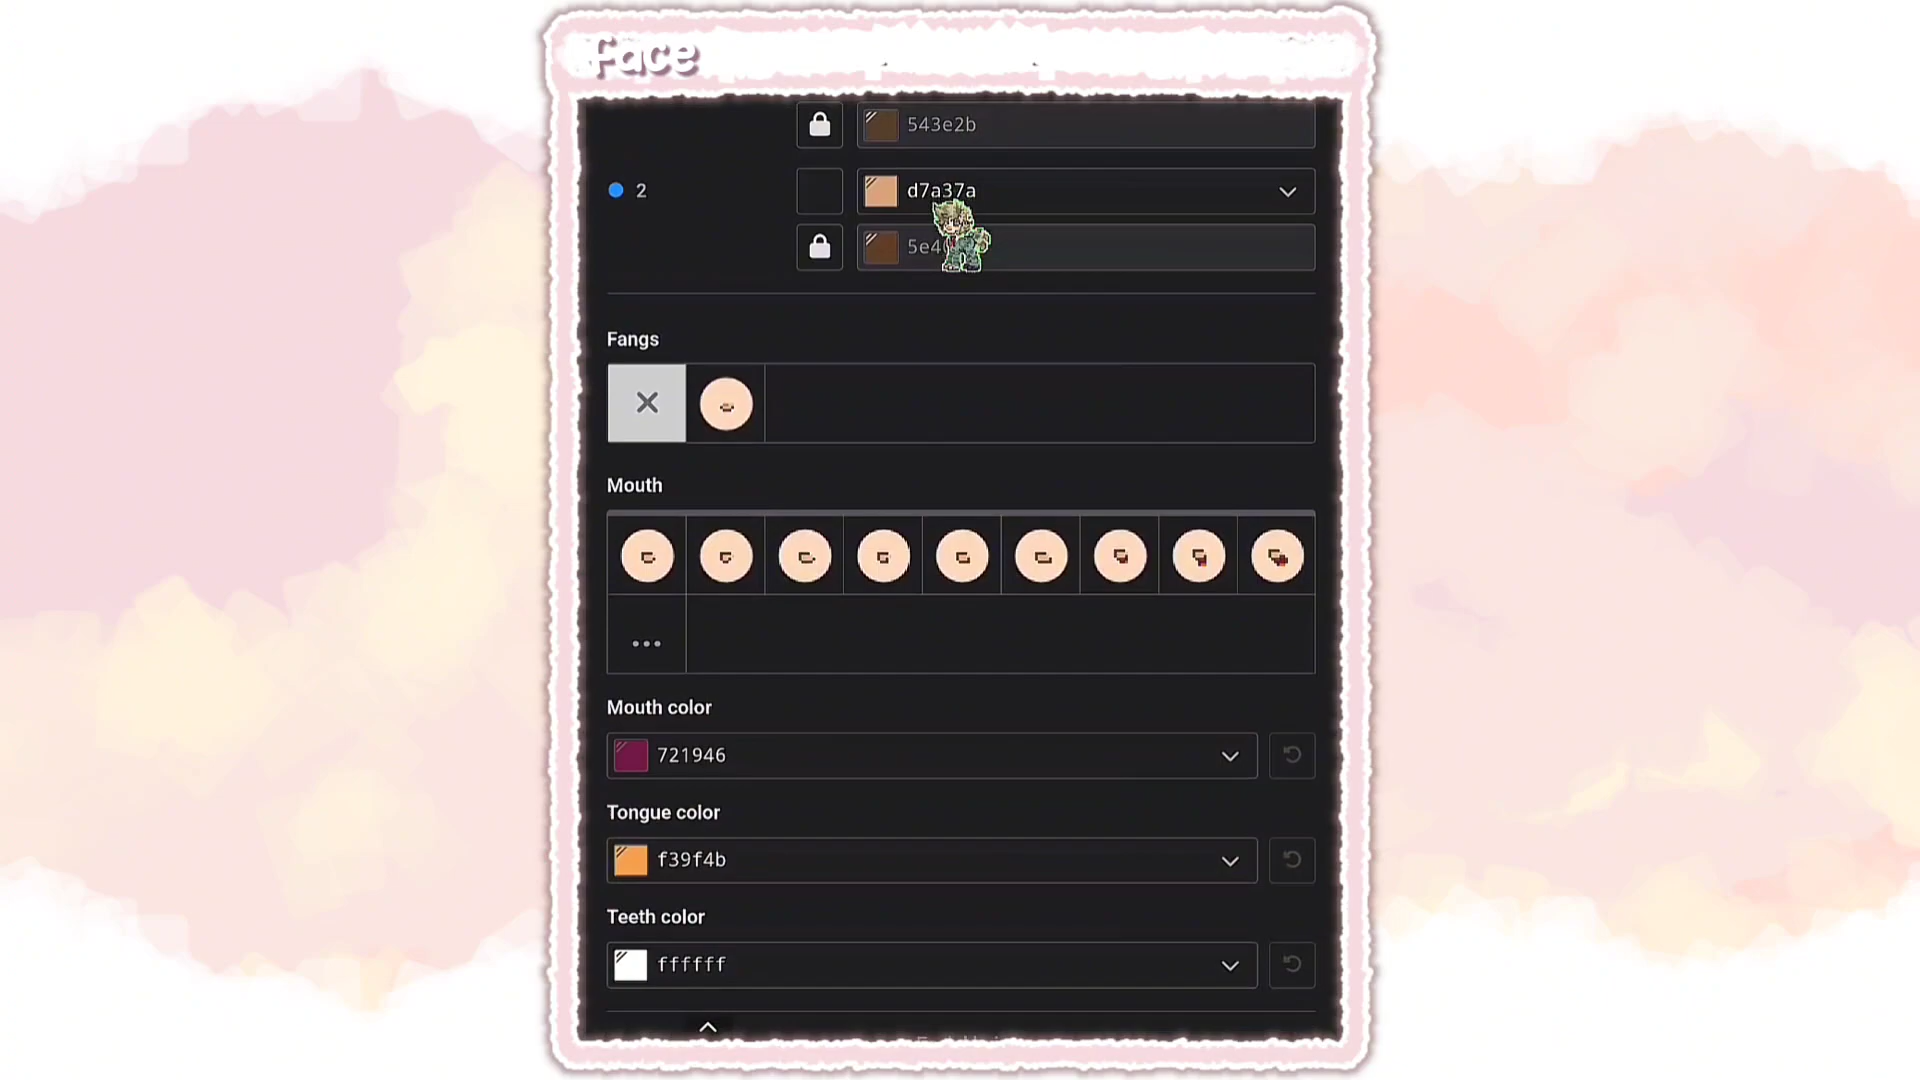 Face
543e2b
2
d7a37a
Fangs
Mouth
Mouth color
721946
Tongue color
f39f4b
Teeth color
ffffff